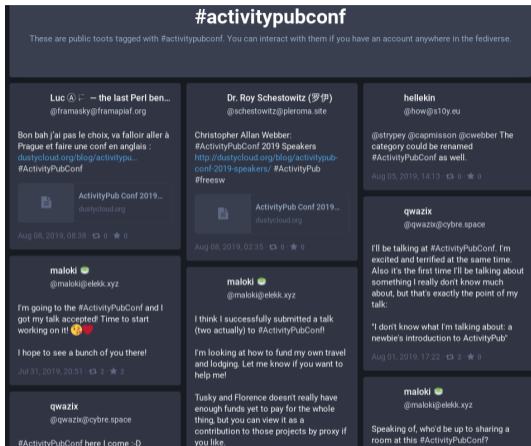 #activitypubconf
These are public toots tagged with #activitypubconf. You can interact with them if you have an account anywhere in the fediverse.
Luc Ⓐ — the last Perl ben…
@framasky@framapiaf.org
Bon bah j'ai pas le choix, va falloir aller à
Prague et faire une conf en anglais :
dustycloud.org/blog/activitypu…
#ActivityPubConf
ActivityPub Conf 2019…
dustycloud.org
Aug 08, 2019, 08:38 · 0 · 0
maloki
@maloki@elekk.xyz
I'm going to the #ActivityPubConf and I
got my talk accepted! Time to start
working on it! 😘❤️
I hope to see a bunch of you there!
Jul 31, 2019, 20:51 · 2 · 2
qwazix
@qwazix@cybre.space
#ActivityPubConf here I come :-D
Dr. Roy Schestowitz (罗伊)
@schestowitz@pleroma.site
Christopher Allan Webber:
#ActivityPubConf 2019 Speakers
http://dustycloud.org/blog/activitypub-
conf-2019-speakers/ #ActivityPub
#freesw
ActivityPub Conf 2019…
dustycloud.org
Aug 08, 2019, 02:35 · 0 · 0
maloki
@maloki@elekk.xyz
I think I successfully submitted a talk
(two actually) to #ActivityPubConf!
I'm looking at how to fund my own travel
and lodging. Let me know if you want to
help me!
Tusky and Florence doesn't really have
enough funds yet to pay for the whole
thing, but you can view it as a
contribution to those projects by proxy if
you like.
hellekin
@how@s10y.eu
@strypey @capmisson @cwebber The
category could be renamed
#ActivityPubConf as well.
Aug 05, 2019, 14:13 · 0 · 0
qwazix
@qwazix@cybre.space
I'll be talking at #ActivityPubConf. I'm
excited and terrified at the same time.
Also it's the first time I'll be talking about
something I really don't know much
about, but that's exactly the point of my
talk:
"I don't know what I'm talking about: a
newbie's introduction to ActivityPub"
Aug 01, 2019, 17:22 · 2 · 0
maloki
@maloki@elekk.xyz
Speaking of, who'd be up to sharing a
room at this #ActivityPubConf?